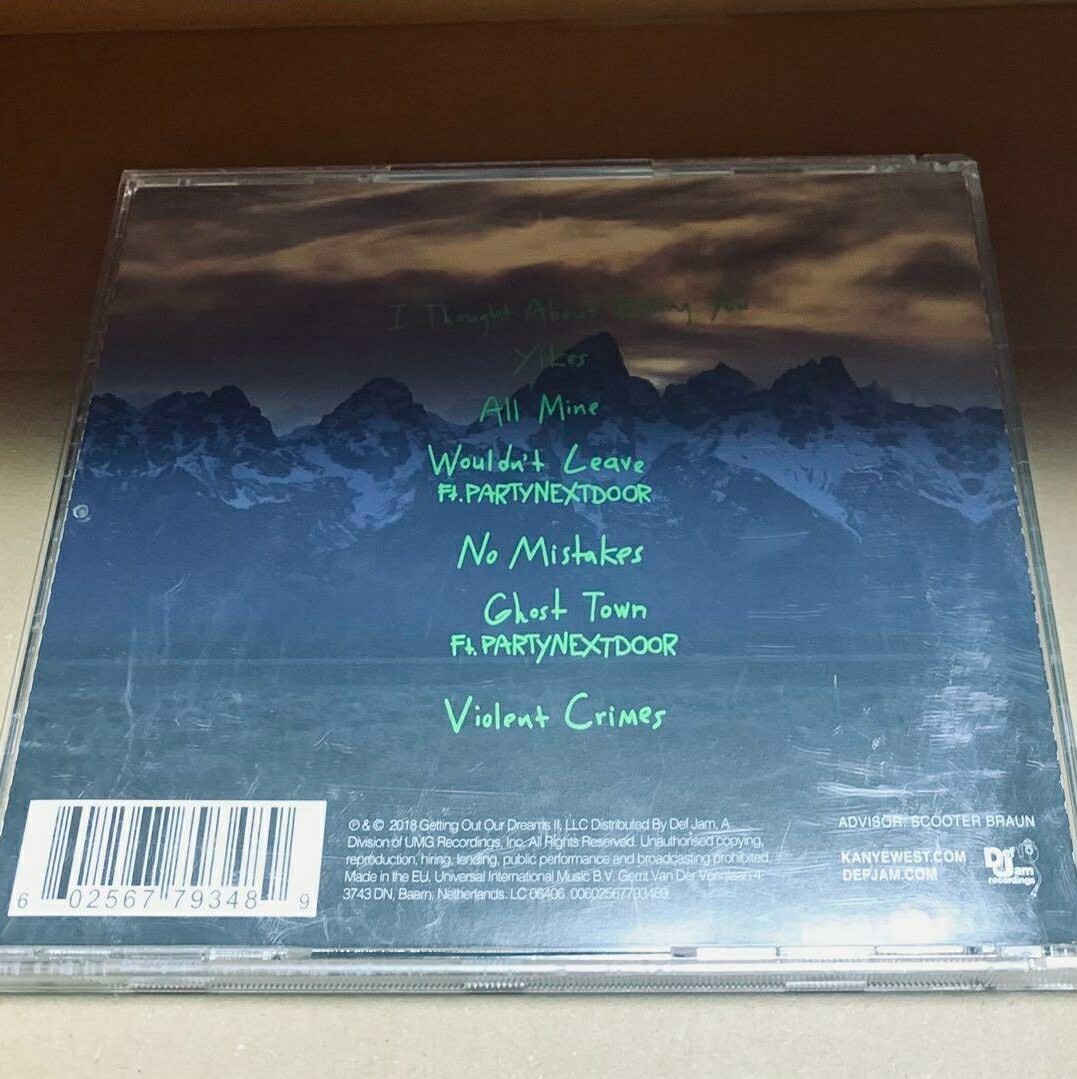 I Thought About Killing You
Yikes
All Mine
Wouldn't Leave
Ft. PARTYNEXTDOOR
No Mistakes
Ghost Town
Ft. PARTYNEXTDOOR
Violent Crimes
6 02567 79348 9
℗ & © 2018 Getting Out Our Dreams II, LLC Distributed By Def Jam, A
Division of UMG Recordings, Inc. All Rights Reserved. Unauthorised copying,
reproduction, hiring, lending, public performance and broadcasting prohibited.
Made in the EU. Universal International Music B.V. Gerrit Van Der Veenlaan 4
3743 DN, Baarn, Netherlands. LC 06406 00602567793489
ADVISOR: SCOOTER BRAUN
KANYEWEST.COM
DEFJAM.COM
Def Jam
recordings